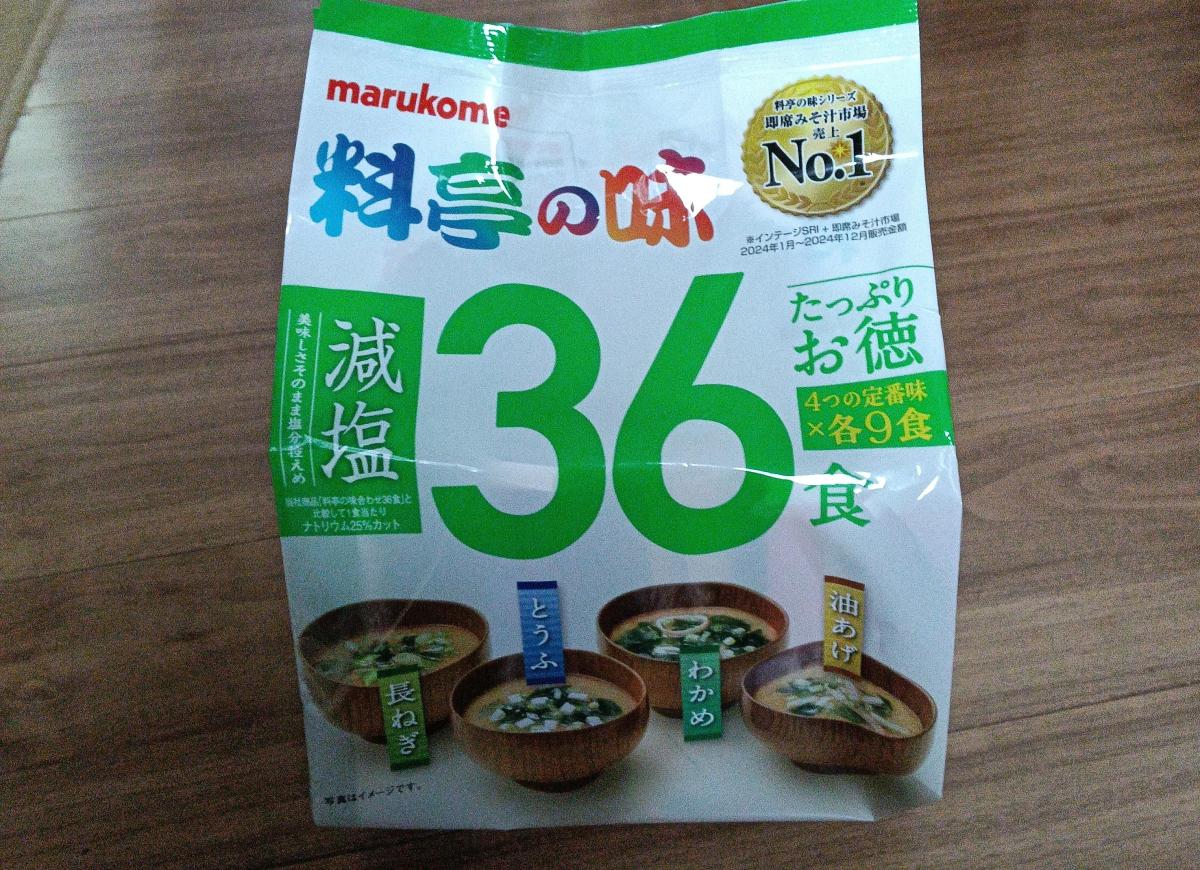 marukome
料亭の味
料亭の味シリーズ
即席みそ汁市場
売上
No.1
※インテージSRI+即席みそ汁市場
2024年1月~2024年12月販売金額
減塩
美味しさそのまま塩分控えめ
当社商品「料亭の味合わせ36食」と
比較して1食当たり
ナトリウム25%カット
36
たっぷり
お徳
4つの定番味
×各9食
食
長ねぎ
とうふ
わかめ
油あげ
写真はイメージです。